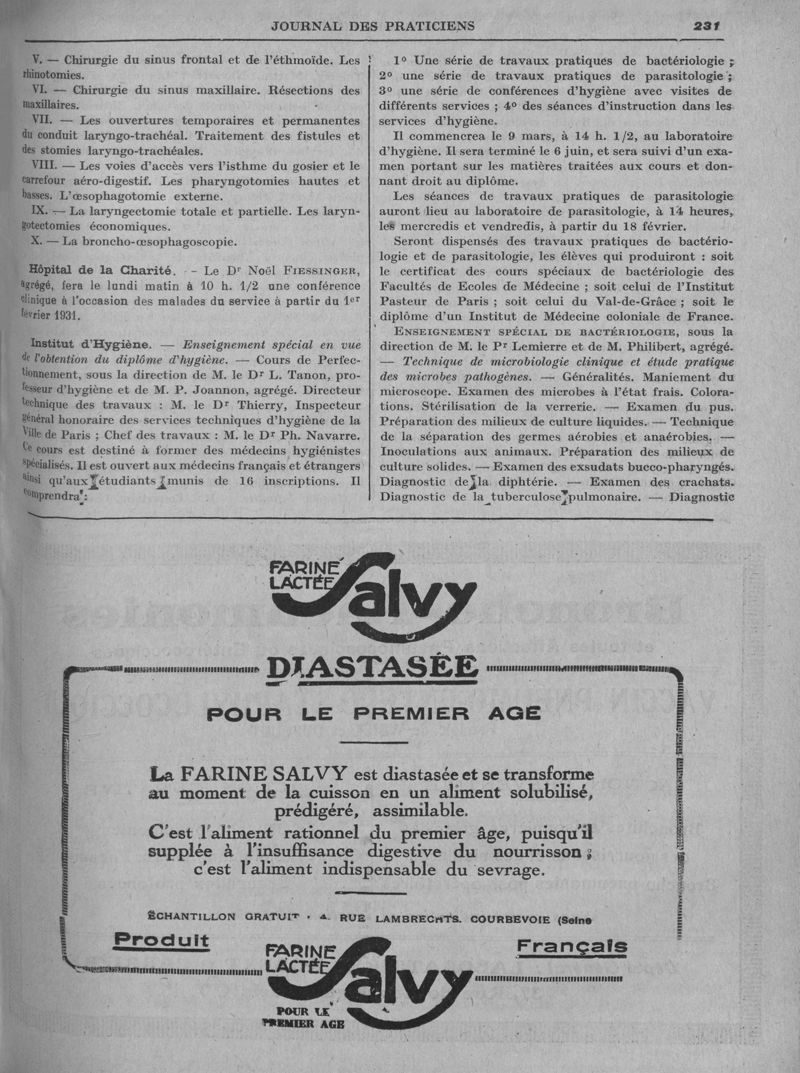 JOURNAL DES PRATICIENS 231
V. — Chirurgie du sinus frontal et de l'éthmoïde. Les
rhinotomies.
VI. — Chirurgie du sinus maxillaire. Résections des
maxillaires.
VII. — Les ouvertures temporaires et permanentes
du conduit laryngo-trachéal. Traitement des fistules et
des stomies laryngo-trachéales.
VIII. — Les voies d'accès vers l'isthme du gosier et le
carrefour aéro-digestif. Les pharyngotomies hautes et
basses. L'œsophagotomie externe.
IX. — La laryngectomie totale et partielle. Les laryn-
gotectomies économiques.
X. — La broncho-œsophagoscopie.
Hôpital de la Charité. - - Le Dr Noël FIESSINGER,
agrégé, fera le lundi matin à 10 h. 1/2 une conférence
clinique à l'occasion des malades du service à partir du 1er
février 1931.
Institut d'Hygiène. — Enseignement spécial en vue
de l'obtention du diplôme d'hygiène. — Cours de Perfec-
tionnement, sous la direction de M. le Dr L. Tanon, pro-
fesseur d'hygiène et de M. P. Joannon, agrégé. Directeur
technique des travaux : M. le Dr Thierry, Inspecteur
général honoraire des services techniques d'hygiène de la
Ville de Paris ; Chef des travaux : M. le Dr Ph. Navarre.
Ce cours est destiné à former des médecins hygiénistes
spécialisés. Il est ouvert aux médecins français et étrangers
ainsi qu'aux étudiants munis de 16 inscriptions. Il
comprendra :
1º Une série de travaux pratiques de bactériologie ;
2º une série de travaux pratiques de parasitologie ;
3º une série de conférences d'hygiène avec visites de
différents services ; 4º des séances d'instruction dans les
services d'hygiène.
Il commencera le 9 mars, à 14 h. 1/2, au laboratoire
d'hygiène. Il sera terminé le 6 juin, et sera suivi d'un exa-
men portant sur les matières traitées aux cours et don-
nant droit au diplôme.
Les séances de travaux pratiques de parasitologie
auront lieu au laboratoire de parasitologie, à 14 heures,
les mercredis et vendredis, à partir du 18 février.
Seront dispensés des travaux pratiques de bactério-
logie et de parasitologie, les élèves qui produiront : soit
le certificat des cours spéciaux de bactériologie des
Facultés de Ecoles de Médecine ; soit celui de l'Institut
Pasteur de Paris ; soit celui du Val-de-Grâce ; soit le
diplôme d'un Institut de Médecine coloniale de France.
ENSEIGNEMENT SPÉCIAL DE BACTÉRIOLOGIE, sous la
direction de M. le Pr Lemierre et de M. Philibert, agrégé.
— Technique de microbiologie clinique et étude pratique
des microbes pathogènes. — Généralités. Maniement du
microscope. Examen des microbes à l'état frais. Colora-
tions. Stérilisation de la verrerie. — Examen du pus.
Préparation des milieux de culture liquides. — Technique
de la séparation des germes aérobies et anaérobies. —
Inoculations aux animaux. Préparation des milieux de
culture solides. — Examen des exsudats bucco-pharyngés.
Diagnostic de la diphtérie. — Examen des crachats.
Diagnostic de la tuberculose pulmonaire. — Diagnostic
FARINE
LACTÉE
Salvy
DIASTASÉE
POUR LE PREMIER AGE
La FARINE SALVY est diastasée et se transforme
au moment de la cuisson en un aliment solubilisé,
prédigéré, assimilable.
C'est l'aliment rationnel du premier âge, puisqu'il
supplée à l'insuffisance digestive du nourrisson ;
c'est l'aliment indispensable du sevrage.
ÉCHANTILLON GRATUIT • 4. RUE LAMBRECHTS. COURBEVOIE (Seine
Produit
Français
FARINE
LACTÉE
Salvy
POUR LE
PREMIER AGE